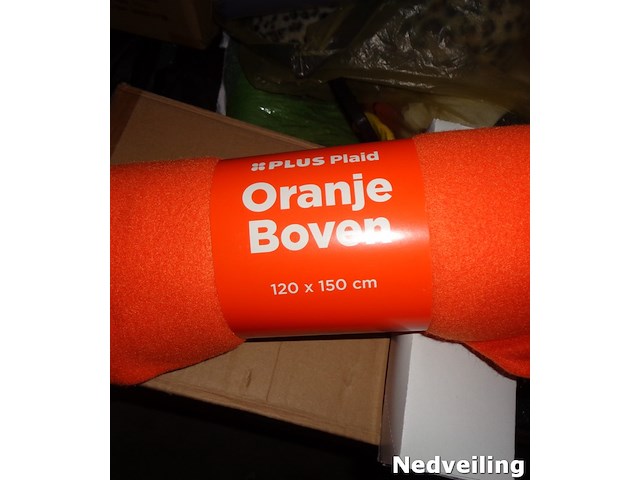 PLUS Plaid
Oranje
Boven
120 x 150 cm
Nedveiling